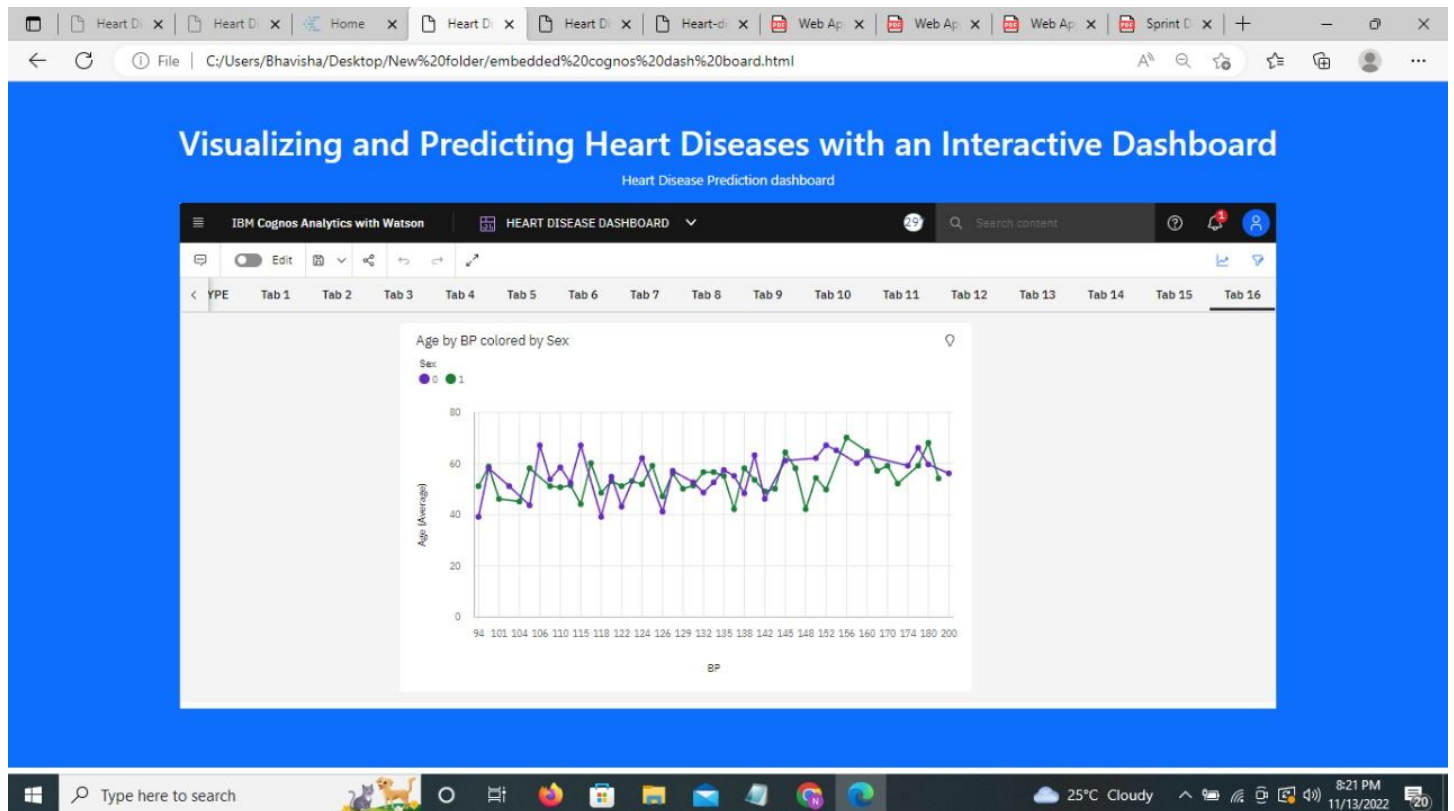 Heart Di
Heart Di
Home
Heart Di
Heart Di
Heart-di
Web Ap
Web Ap
Web Ap
Sprint D
File C:/Users/Bhavisha/Desktop/New%20folder/embedded%20cognos%20dash%20board.html
Visualizing and Predicting Heart Diseases with an Interactive Dashboard
Heart Disease Prediction dashboard
IBM Cognos Analytics with Watson HEART DISEASE DASHBOARD 29 Search content 1
Edit
YPE Tab 1 Tab 2 Tab 3 Tab 4 Tab 5 Tab 6 Tab 7 Tab 8 Tab 9 Tab 10 Tab 11 Tab 12 Tab 13 Tab 14 Tab 15 Tab 16
Age by BP colored by Sex
Sex
0 1
80
60
40
20
0
Age (Average)
94 101 104 106 110 115 118 122 124 126 129 132 135 138 142 145 148 152 156 160 170 174 180 200
BP
Type here to search
25°C Cloudy
8:21 PM
11/13/2022
20